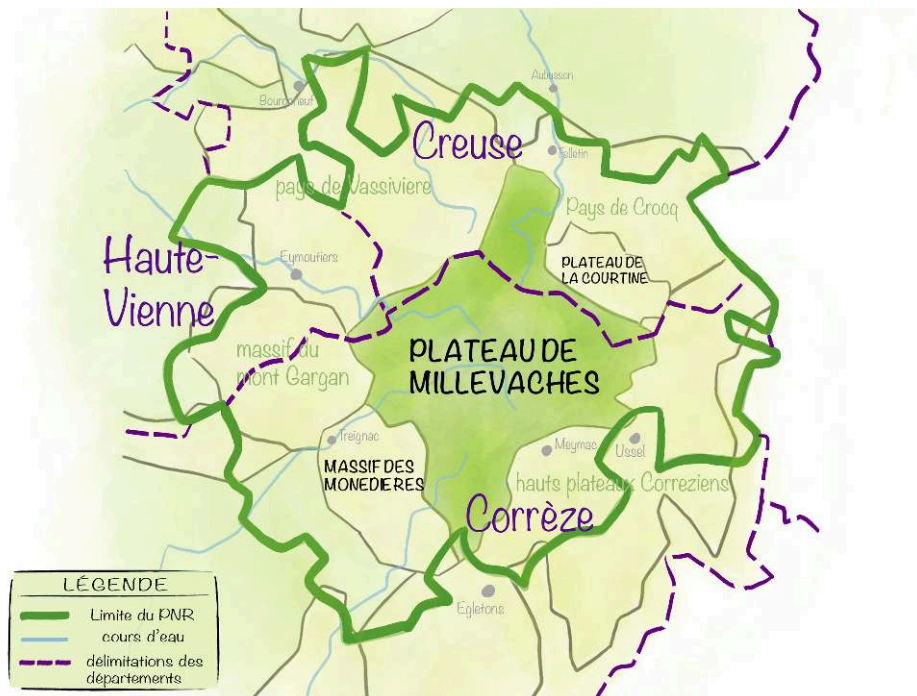 Aubusson
Bourganeuf
Creuse
Felletin
pays de Vassiviere
Pays de Crocq
Haute-
Vienne
Eymoutiers
PLATEAU DE
LA COURTINE
massif du
mont Gargan
PLATEAU DE
MILLEVACHES
Treignac
Meymac
Ussel
MASSIF DES
MONEDIERES
hauts plateaux Correziens
Corrèze
Egletons
LÉGENDE
Limite du PNR
cours d'eau
délimitations des
départements